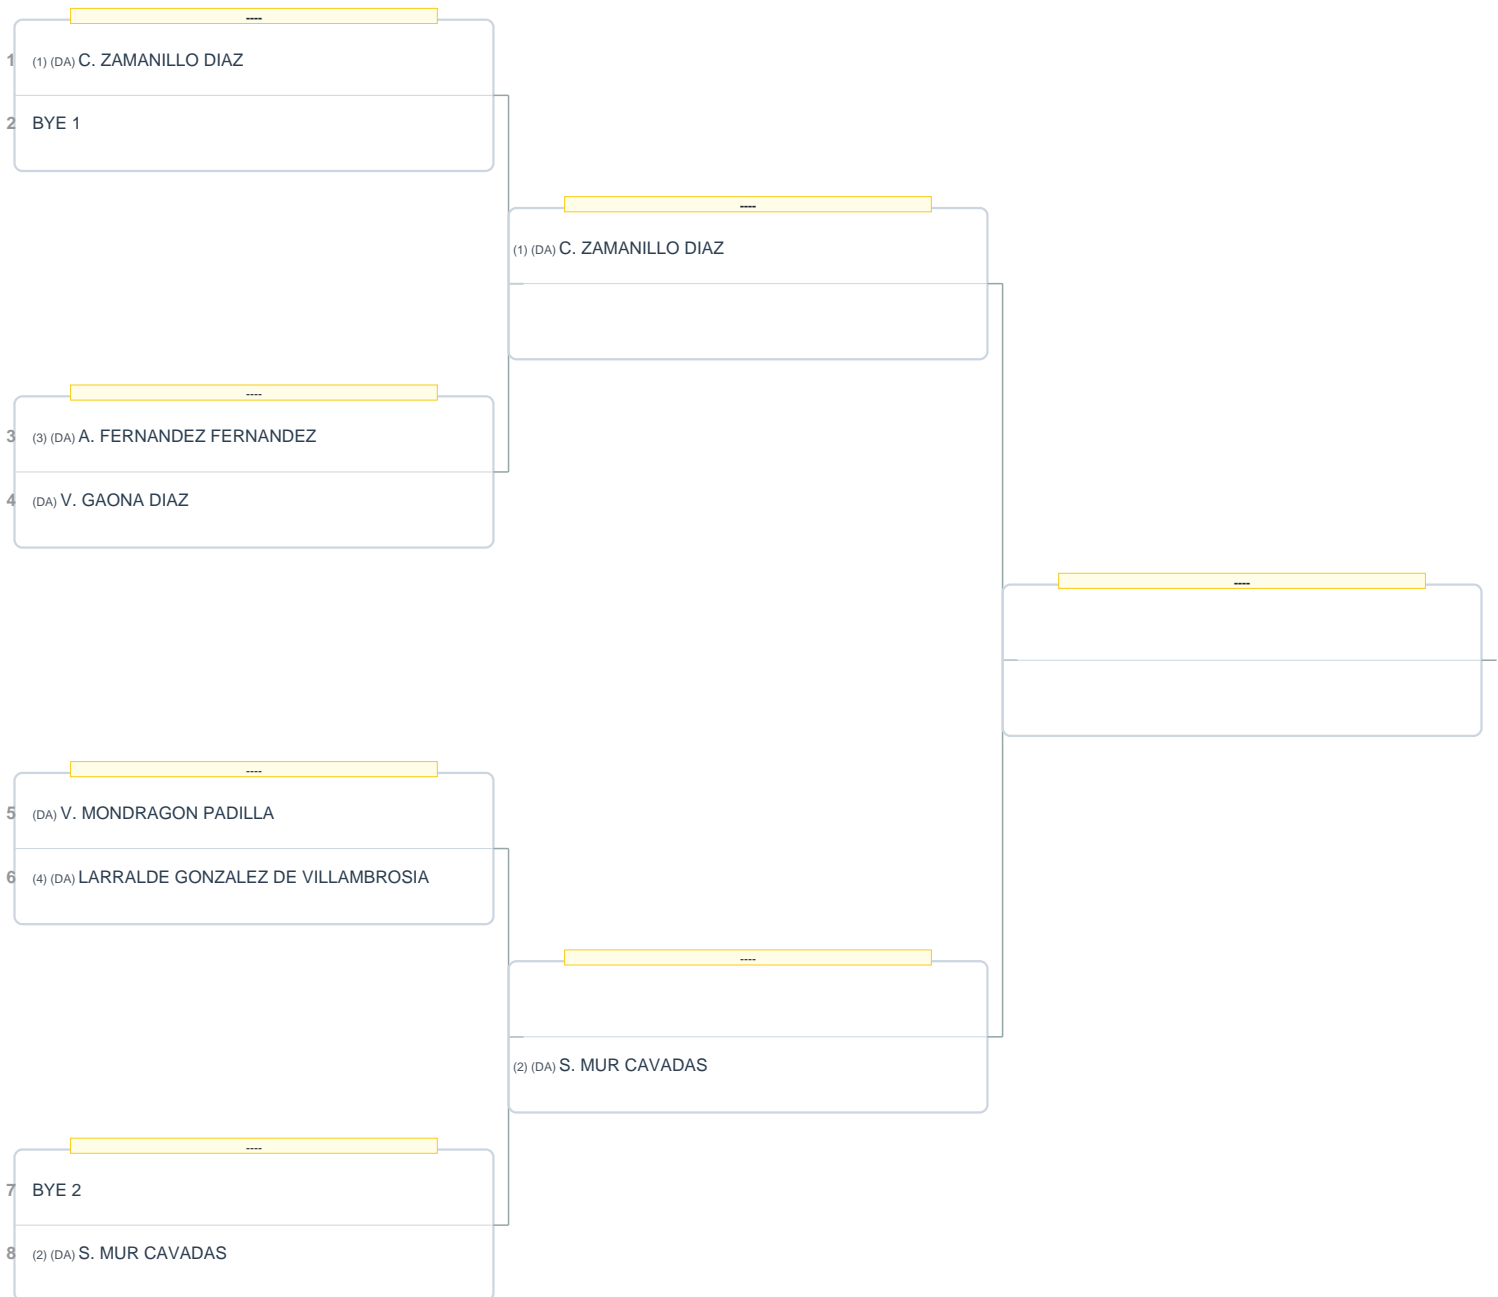 ----
1 (1) (DA) C. ZAMANILLO DIAZ
2 BYE 1
----
(1) (DA) C. ZAMANILLO DIAZ
----
3 (3) (DA) A. FERNANDEZ FERNANDEZ
4 (DA) V. GAONA DIAZ
----
----
5 (DA) V. MONDRAGON PADILLA
6 (4) (DA) LARRALDE GONZALEZ DE VILLAMBROSIA
----
(2) (DA) S. MUR CAVADAS
----
7 BYE 2
8 (2) (DA) S. MUR CAVADAS